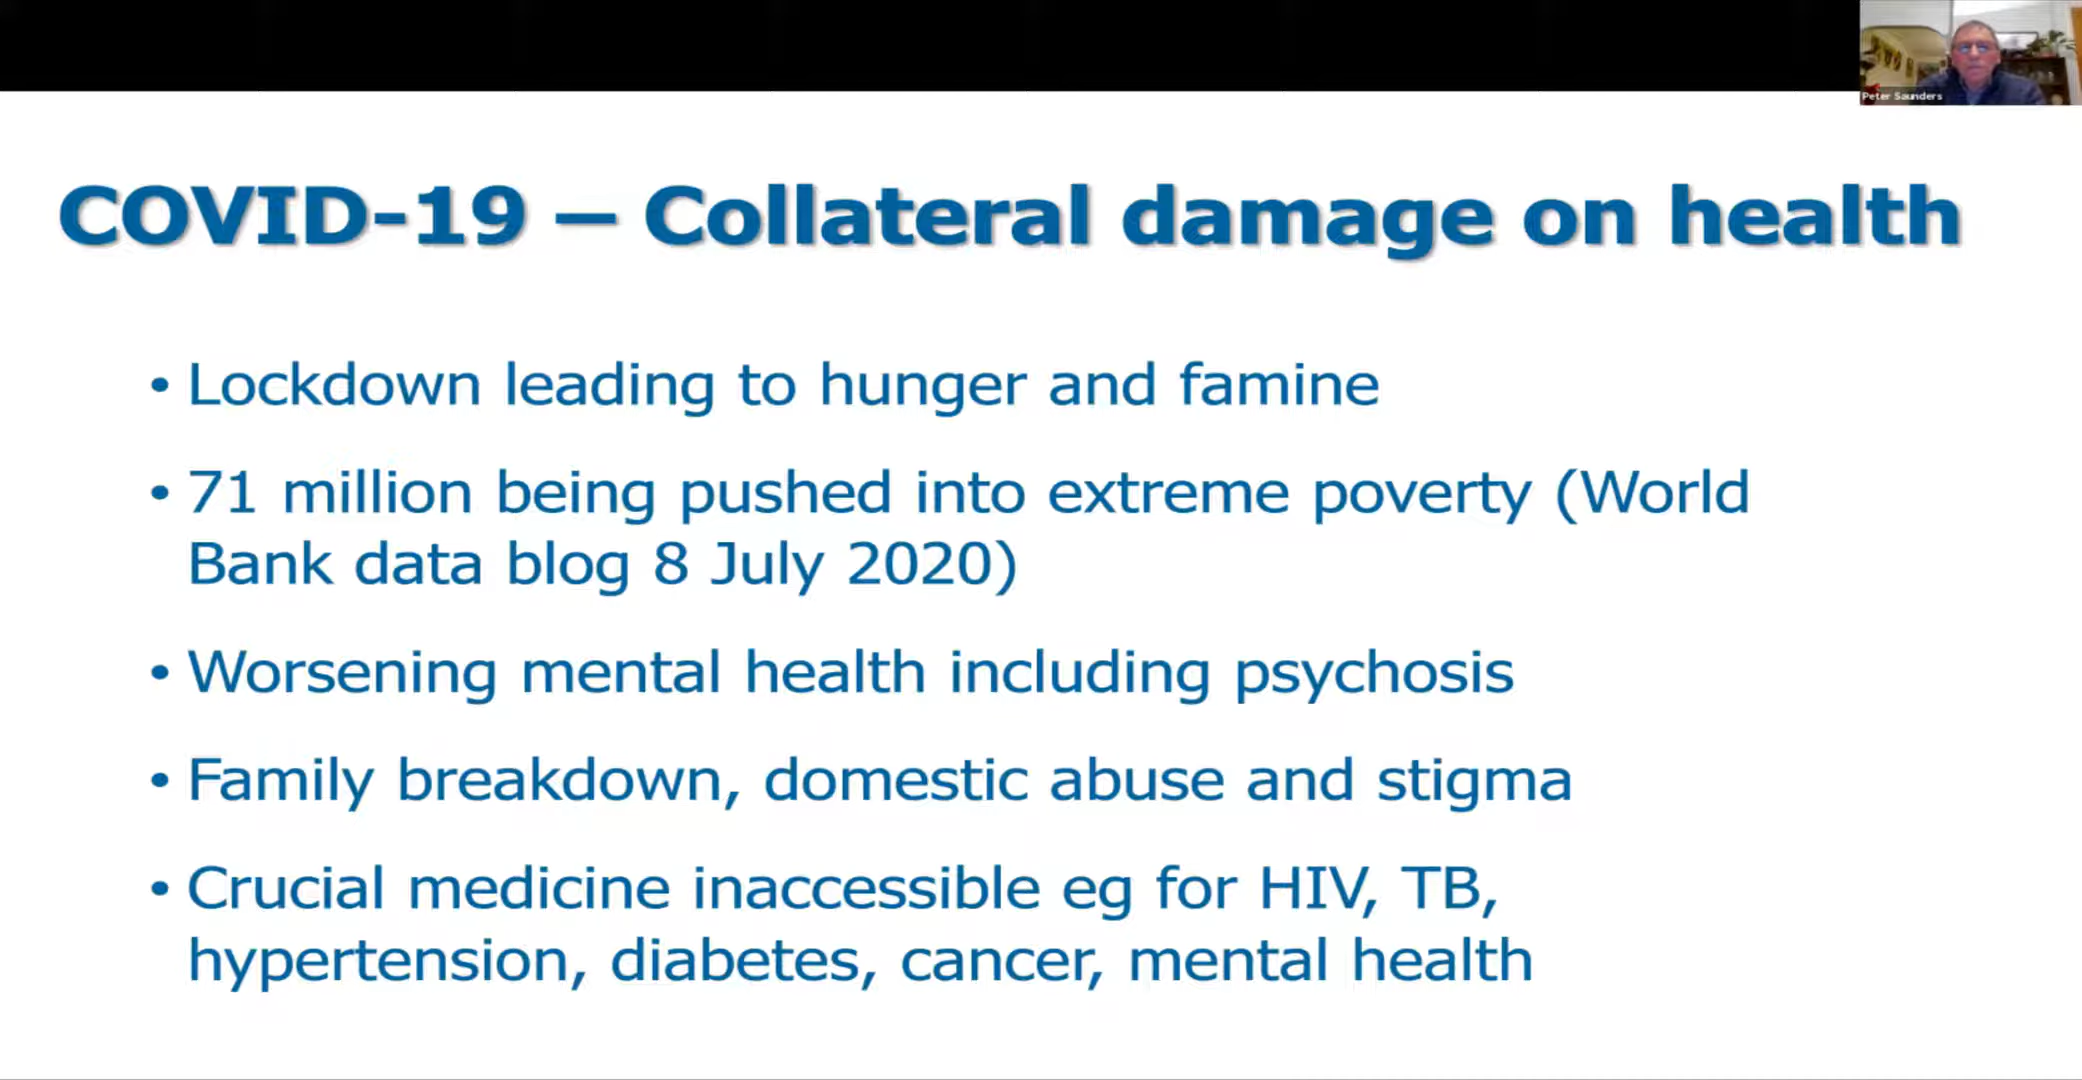 Peter Saunders
COVID-19 – Collateral damage on health
• Lockdown leading to hunger and famine
• 71 million being pushed into extreme poverty (World
Bank data blog 8 July 2020)
• Worsening mental health including psychosis
• Family breakdown, domestic abuse and stigma
• Crucial medicine inaccessible eg for HIV, TB,
hypertension, diabetes, cancer, mental health